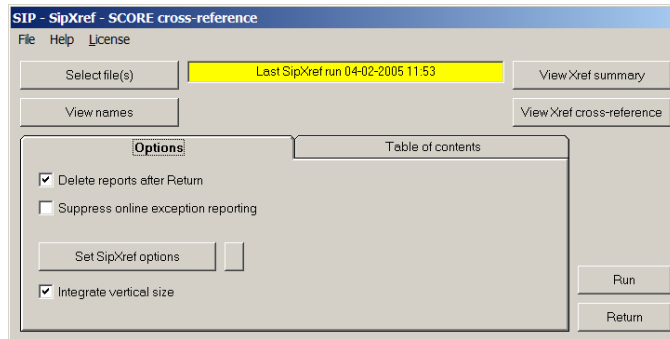 SIP - SipXref - SCORE cross-reference
File Help License
Select file(s)
Last SipXref run 04-02-2005 11:53
View Xref summary
View names
View Xref cross-reference
Options
Table of contents
Delete reports after Return
Suppress online exception reporting
Set SipXref options
Integrate vertical size
Run
Return